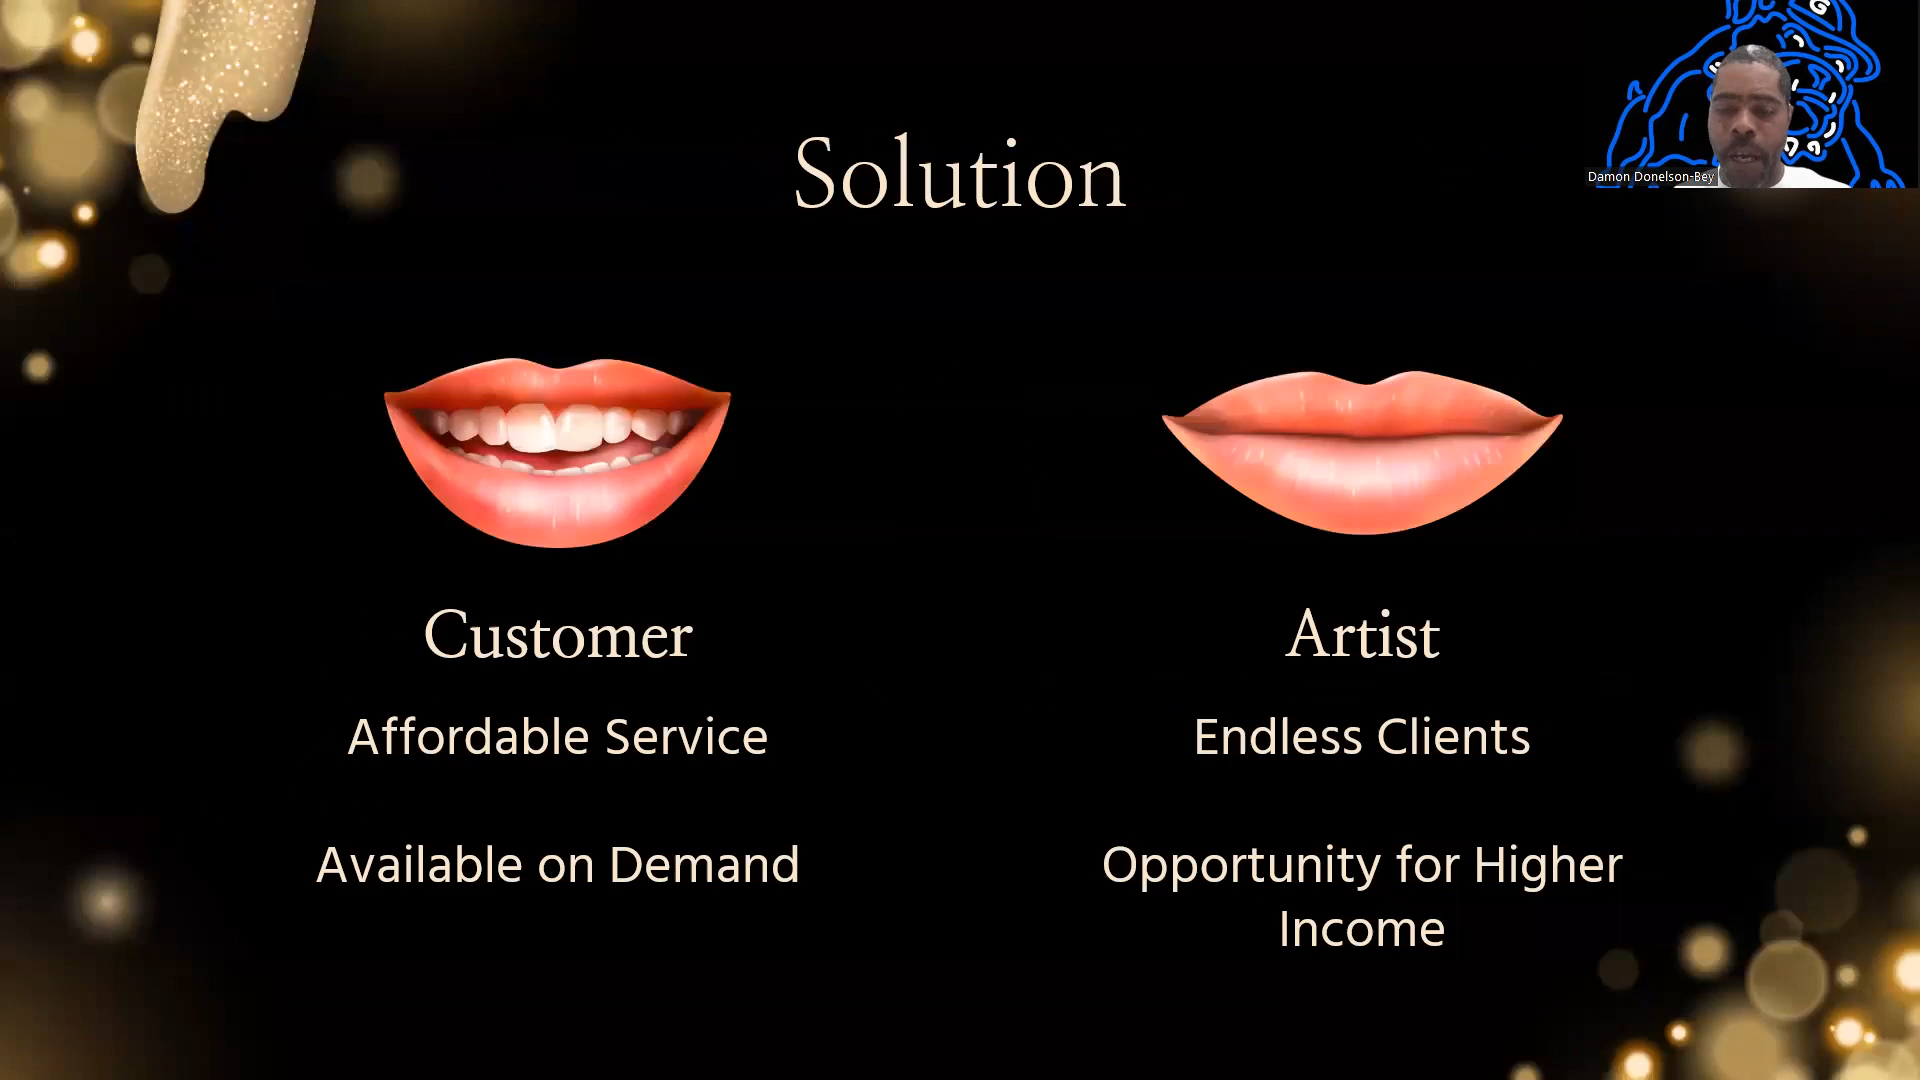 Solution
G
Damon Donelson-Bey
Customer
Affordable Service
Available on Demand
Artist
Endless Clients
Opportunity for Higher
Income